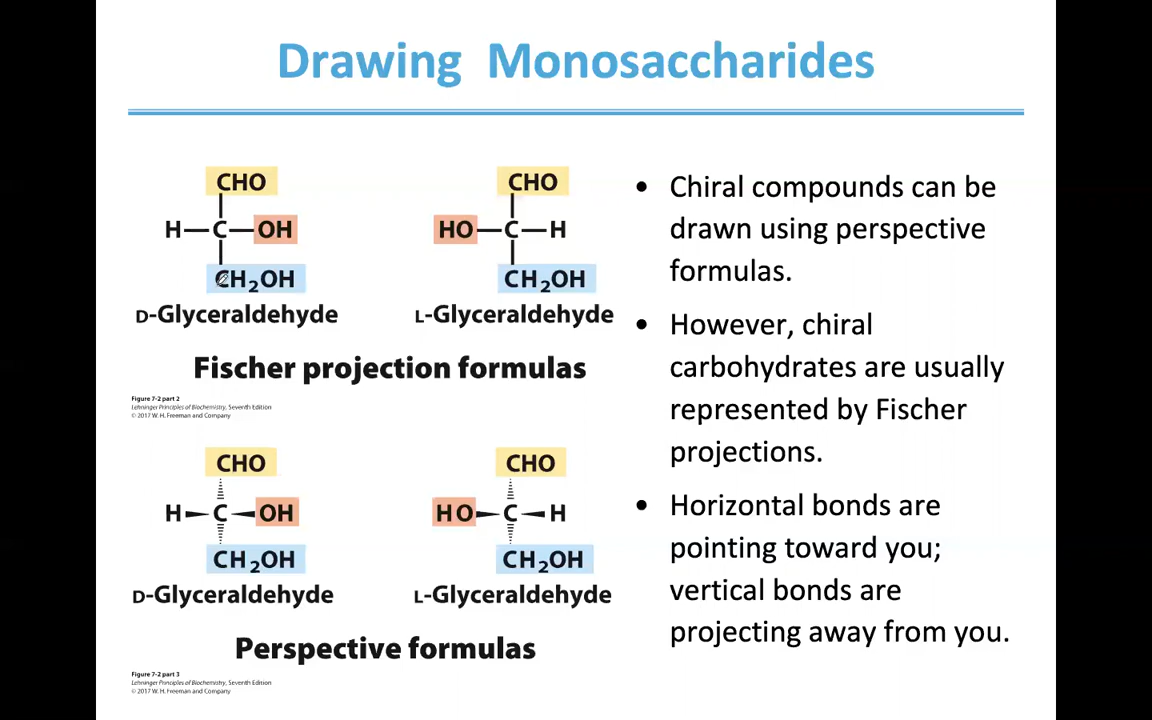 Drawing Monosaccharides
CHO
H—C—OH
CH2OH
D-Glyceraldehyde
CHO
HO—C—H
CH2OH
L-Glyceraldehyde
Fischer projection formulas
Figure 7-2 part 2
Lehninger Principles of Biochemistry, Seventh Edition
© 2017 W. H. Freeman and Company
CHO
H C OH
CH2OH
D-Glyceraldehyde
CHO
HO C H
CH2OH
L-Glyceraldehyde
Perspective formulas
Figure 7-2 part 3
Lehninger Principles of Biochemistry, Seventh Edition
© 2017 W. H. Freeman and Company
• Chiral compounds can be
drawn using perspective
formulas.
• However, chiral
carbohydrates are usually
represented by Fischer
projections.
• Horizontal bonds are
pointing toward you;
vertical bonds are
projecting away from you.